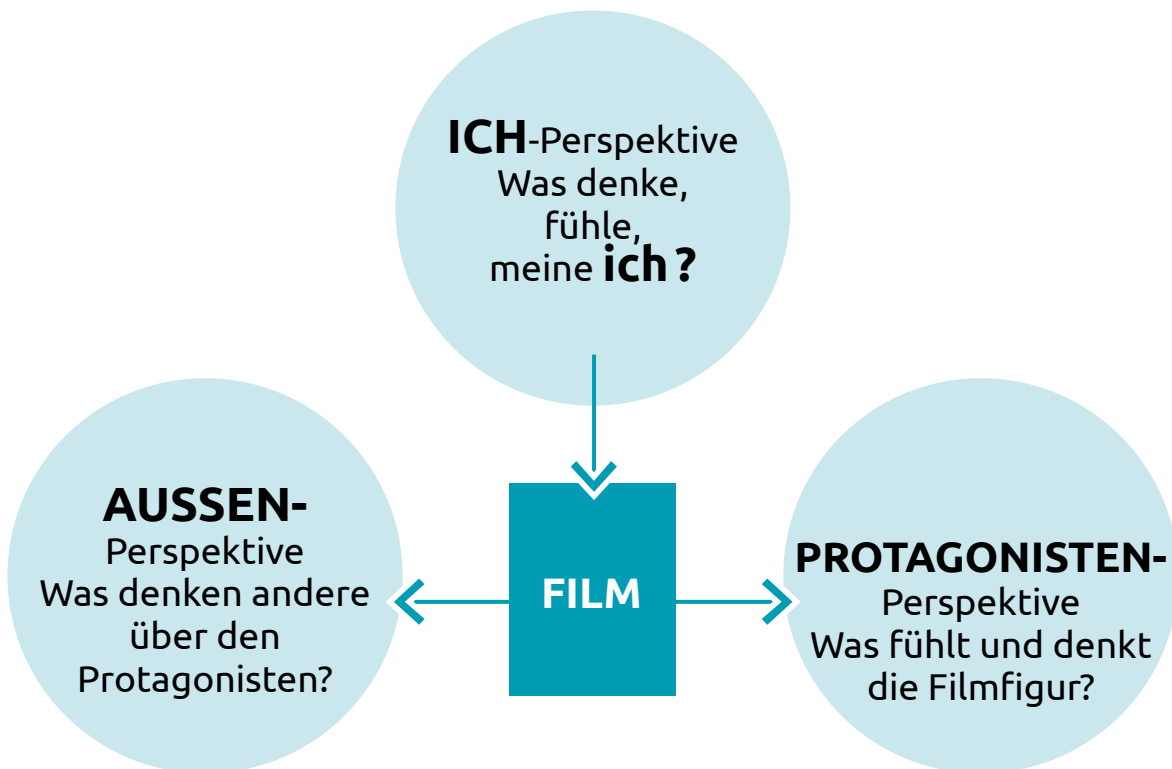 ICH-Perspektive
Was denke,
fühle,
meine ich ?
AUSSEN-
Perspektive
Was denken andere
über den
Protagonisten?
FILM
PROTAGONISTEN-
Perspektive
Was fühlt und denkt
die Filmfigur?